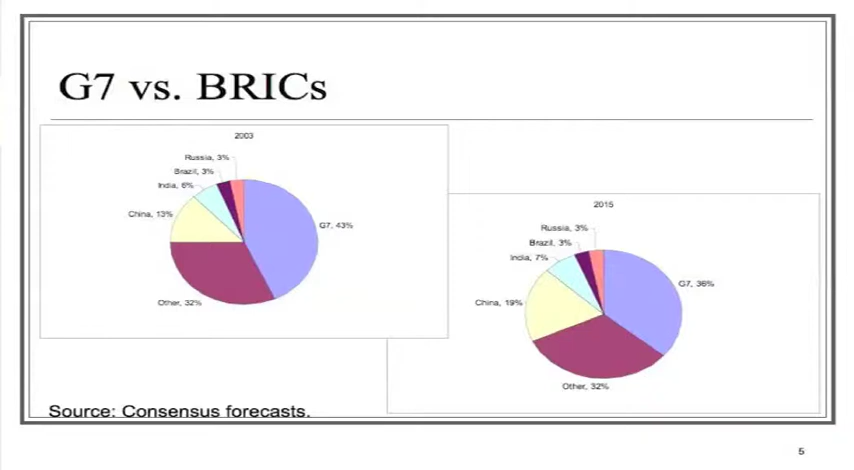 G7 vs. BRICs
2003
Russia, 3%
Brazil, 3%
India, 6%
China, 13%
G7, 43%
Other, 32%
2015
Russia, 3%
Brazil, 3%
India, 7%
G7, 36%
China, 19%
Other, 32%
Source: Consensus forecasts.
5